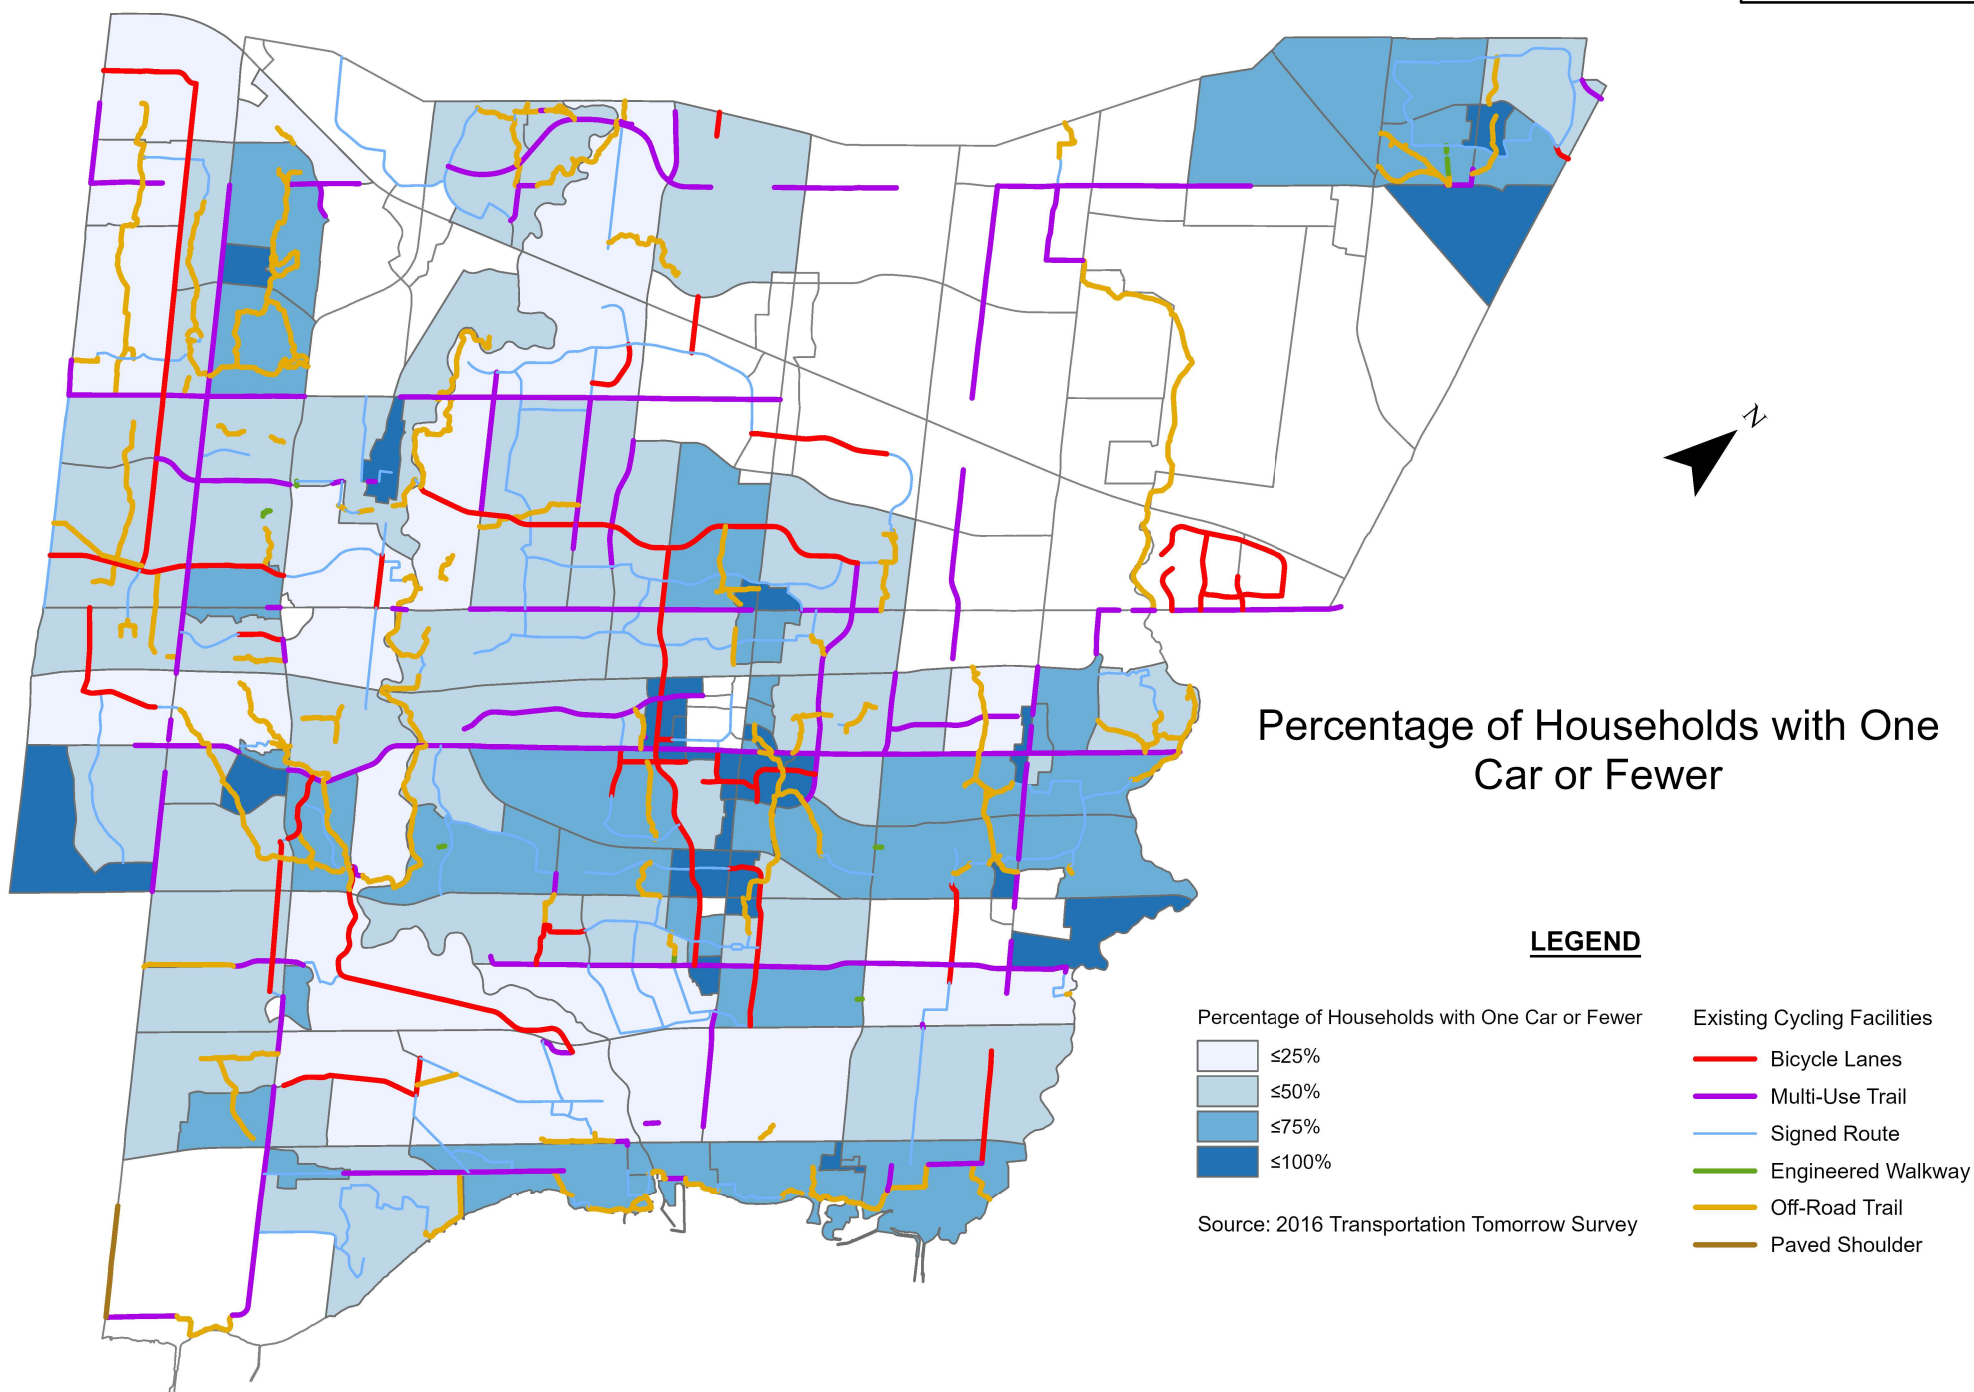 N
Percentage of Households with One
Car or Fewer
LEGEND
Percentage of Households with One Car or Fewer
≤25%
≤50%
≤75%
≤100%
Source: 2016 Transportation Tomorrow Survey
Existing Cycling Facilities
Bicycle Lanes
Multi-Use Trail
Signed Route
Engineered Walkway
Off-Road Trail
Paved Shoulder